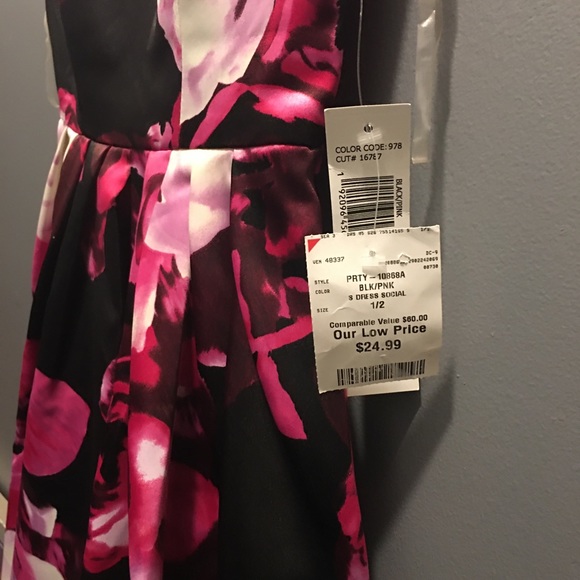 COLOR CODE: 978
CUT# 16787
BLACK/PINK
VEN 48337
STYLE PRTY - 10868A
COLOR BLK/PNK
S DRESS SOCIAL
SIZE 1/2
Comparable Value $60.00
Our Low Price
$24.99